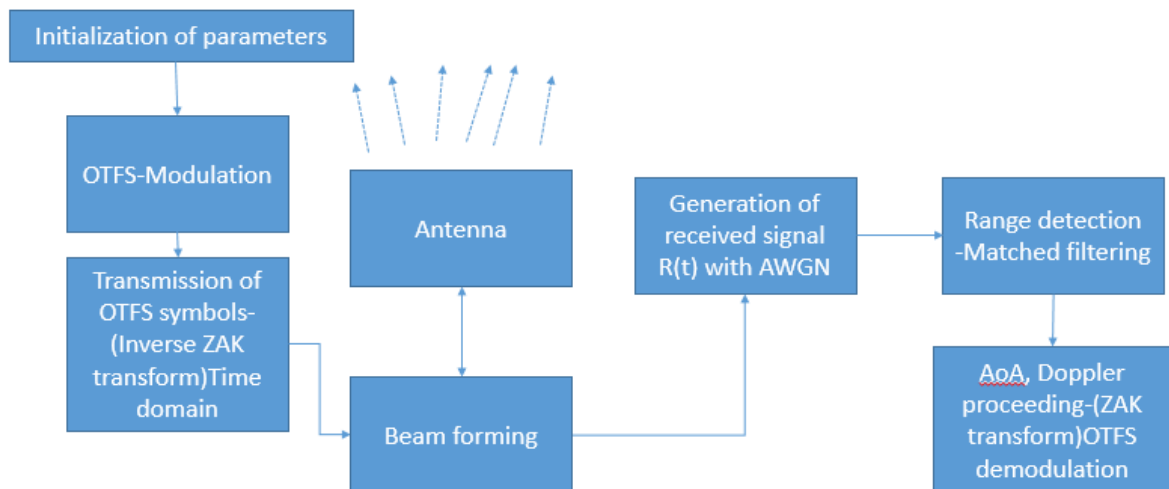 Initialization of parameters
OTFS-Modulation
Transmission of
OTFS symbols-
(Inverse ZAK
transform)Time
domain
Antenna
Beam forming
Generation of
received signal
R(t) with AWGN
Range detection
-Matched filtering
AoA, Doppler
proceeding-(ZAK
transform)OTFS
demodulation